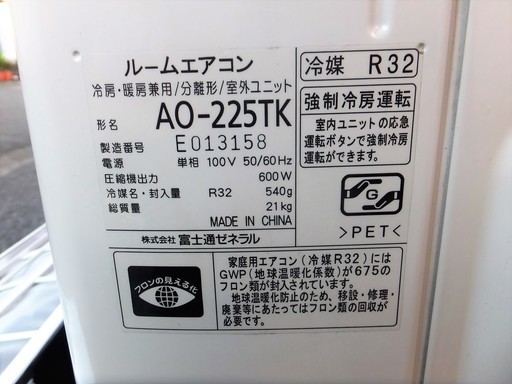 ルームエアコン
冷房・暖房兼用/分離形/室外ユニット
形名 AO-225TK
製造番号 E013158
電源 単相 100V 50/60Hz
圧縮機出力 600W
冷媒名・封入量 R32 540g
総質量 21kg
MADE IN CHINA
株式会社 富士通ゼネラル
冷媒 R32
強制冷房運転
室内ユニットの応急
運転ボタンで強制冷房
運転ができます。
>PET<
フロンの見える化
家庭用エアコン(冷媒R32)には
GWP(地球温暖化係数)が675の
フロン類が封入されています。
地球温暖化防止のため、移設・修理・
廃棄等にあたってはフロン類の回収が
必要です。